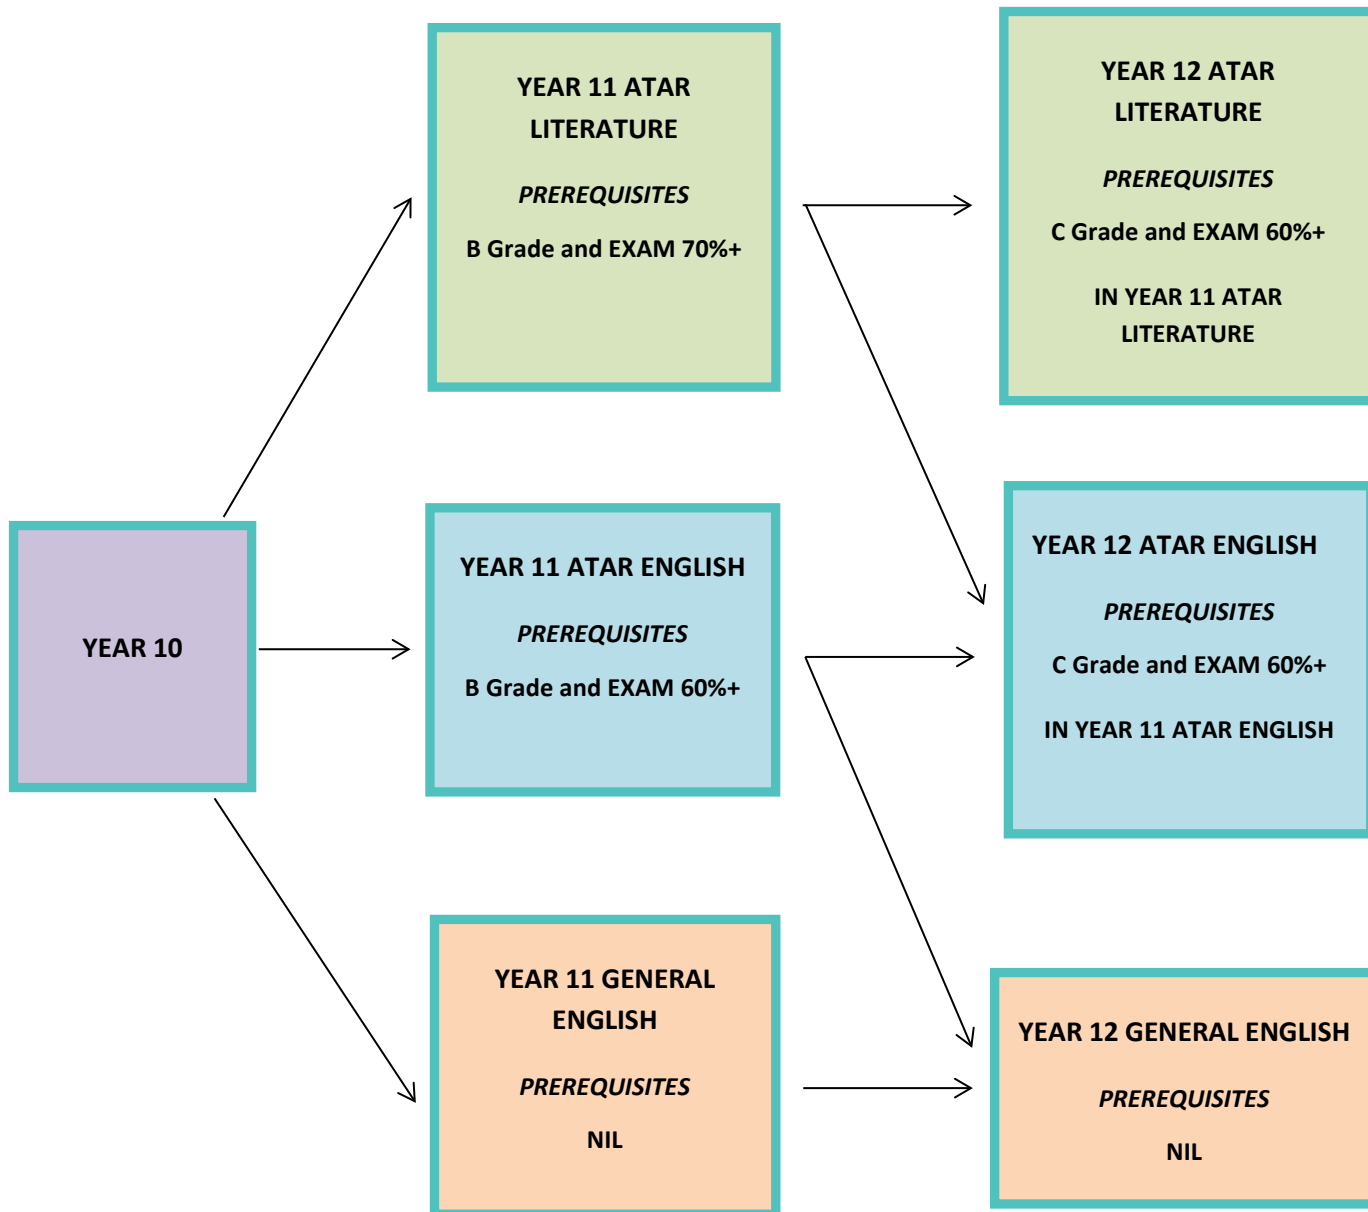 YEAR 10
YEAR 11 ATAR
LITERATURE
PREREQUISITES
B Grade and EXAM 70%+
YEAR 11 ATAR ENGLISH
PREREQUISITES
B Grade and EXAM 60%+
YEAR 11 GENERAL
ENGLISH
PREREQUISITES
NIL
YEAR 12 ATAR
LITERATURE
PREREQUISITES
C Grade and EXAM 60%+
IN YEAR 11 ATAR
LITERATURE
YEAR 12 ATAR ENGLISH
PREREQUISITES
C Grade and EXAM 60%+
IN YEAR 11 ATAR ENGLISH
YEAR 12 GENERAL ENGLISH
PREREQUISITES
NIL